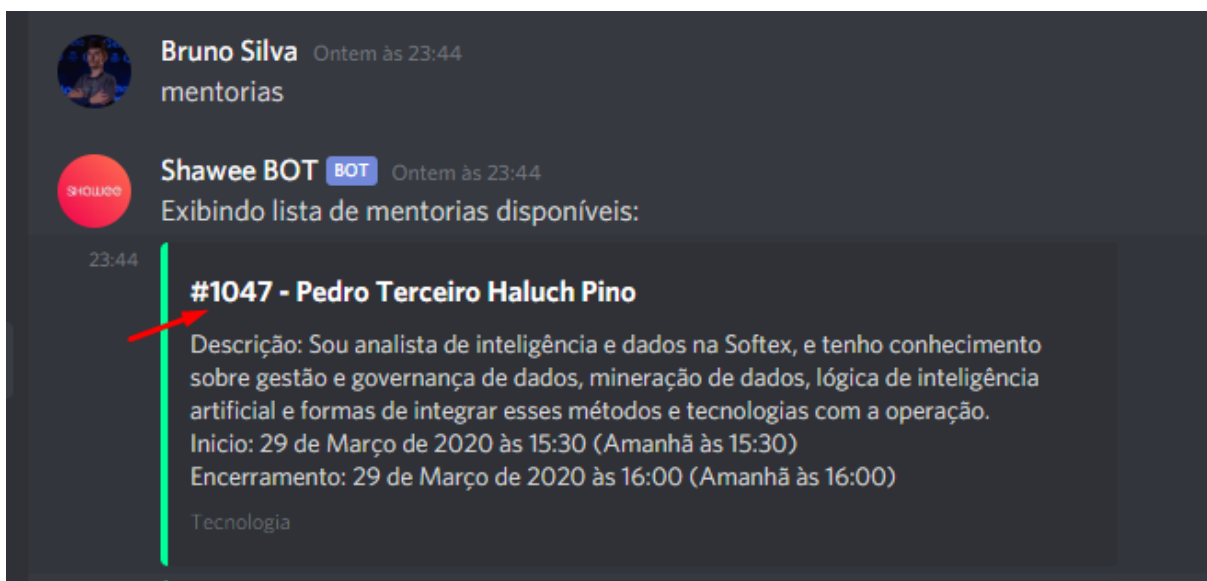 Bruno Silva Ontem às 23:44
mentorias
SHAWEE
Shawee BOT BOT Ontem às 23:44
Exibindo lista de mentorias disponíveis:
23:44
#1047 - Pedro Terceiro Haluch Pino
Descrição: Sou analista de inteligência e dados na Softex, e tenho conhecimento
sobre gestão e governança de dados, mineração de dados, lógica de inteligência
artificial e formas de integrar esses métodos e tecnologias com a operação.
Inicio: 29 de Março de 2020 às 15:30 (Amanhã às 15:30)
Encerramento: 29 de Março de 2020 às 16:00 (Amanhã às 16:00)
Tecnologia